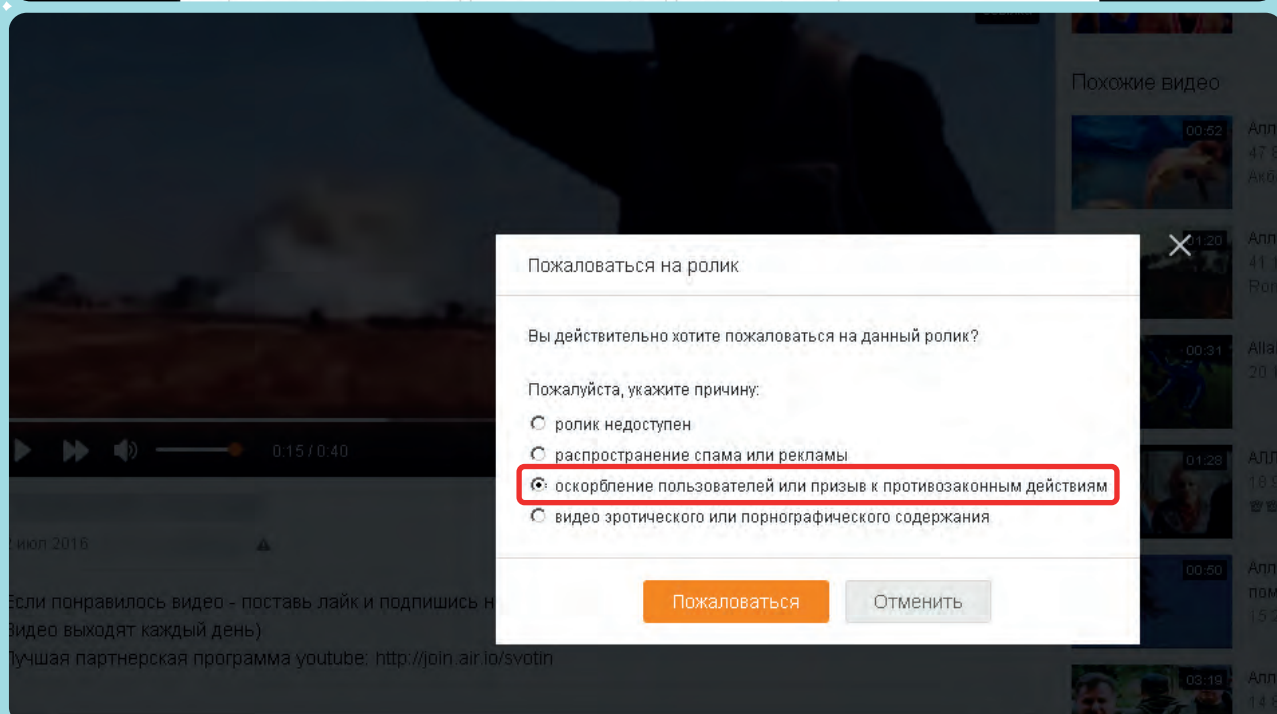 Похожие видео
00:52
47
Пожаловаться на ролик
01:20
41
Вы действительно хотите пожаловаться на данный ролик?
00:31
20
Пожалуйста, укажите причину:
ролик недоступен
0:15 / 0:40
распространение спама или рекламы
01:28
оскорбление пользователей или призыв к противозаконным действиям
видео эротического или порнографического содержания
июл 2016
00:50
Если понравилось видео - поставь лайк и подпишись
Пожаловаться
Отменить
Видео выходят каждый день)
Лучшая партнерская программа youtube: http://join.air.io/svotin
03:19